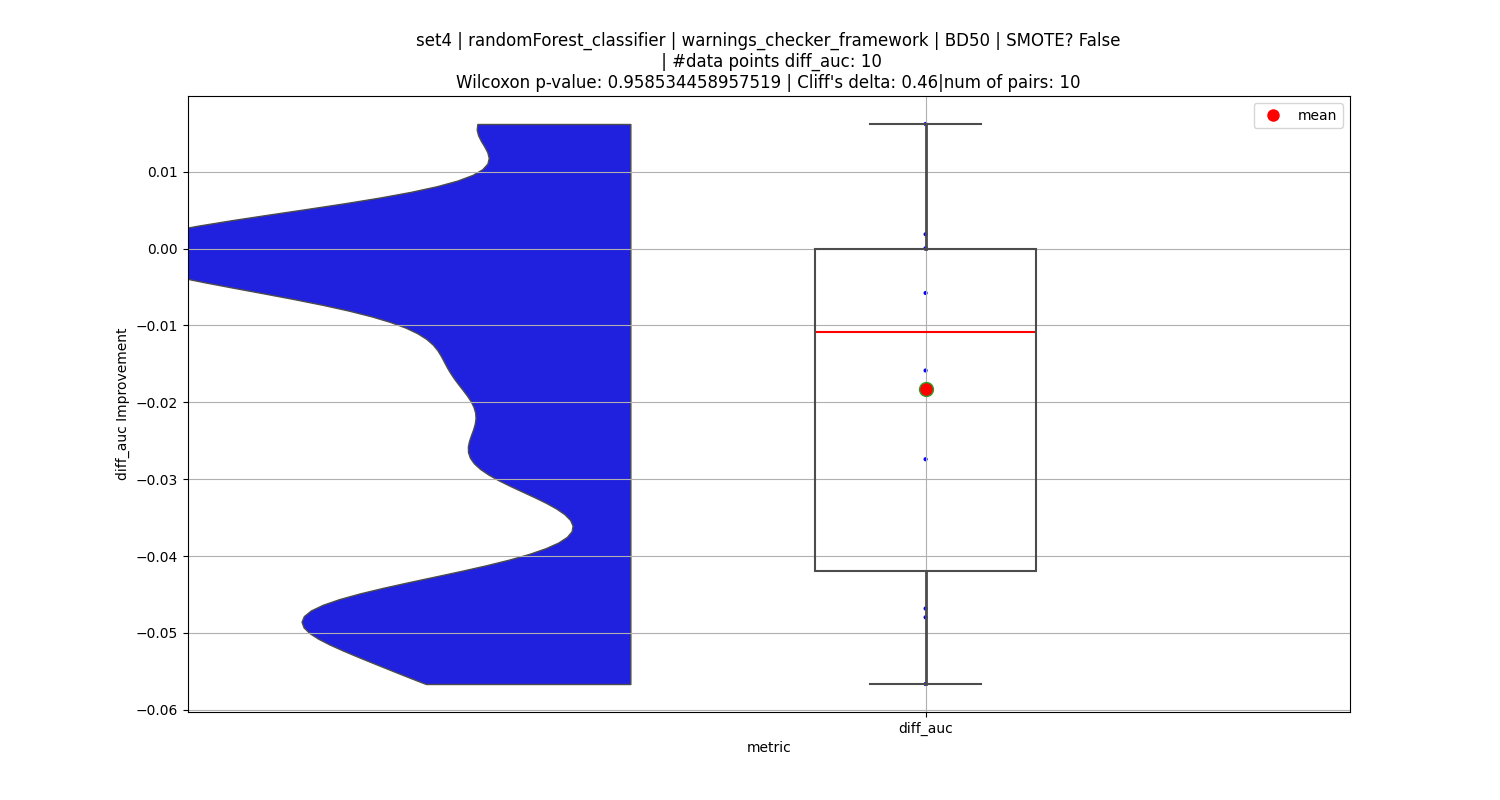 set4 | randomForest_classifier | warnings_checker_framework | BD50 | SMOTE? False
| #data points diff_auc: 10
Wilcoxon p-value: 0.958534458957519 | Cliff's delta: 0.46|num of pairs: 10
mean
0.01
0.00
−0.01
−0.02
−0.03
−0.04
−0.05
−0.06
diff_auc Improvement
diff_auc
metric